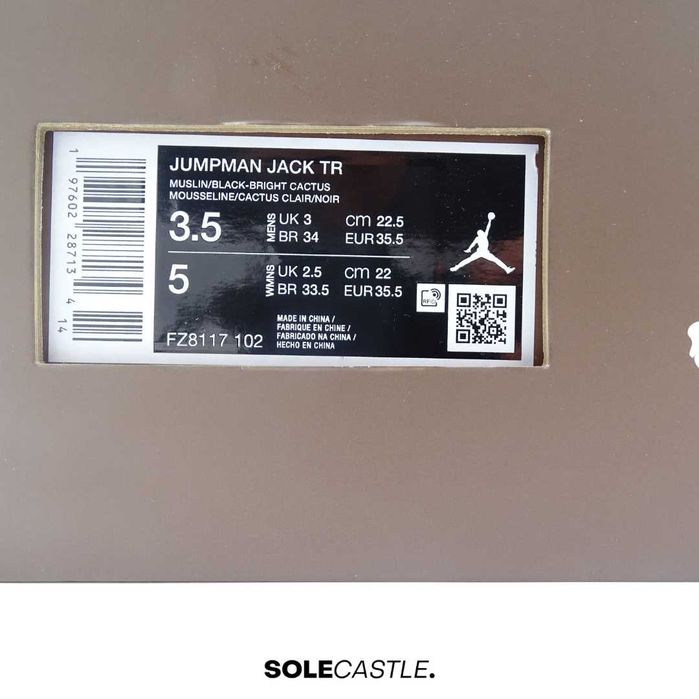 JUMPMAN JACK TR
MUSLIN/BLACK-BRIGHT CACTUS
MOUSSELINE/CACTUS CLAIR/NOIR
3.5 MENS UK 3 cm 22.5
BR 34 EUR 35.5
5 WMNS UK 2.5 cm 22
BR 33.5 EUR 35.5
RFID
MADE IN CHINA /
FABRIQUE EN CHINE /
FABRICADO NA CHINA /
HECHO EN CHINA
FZ8117 102
1 97602 28713 4 14
SOLECASTLE.